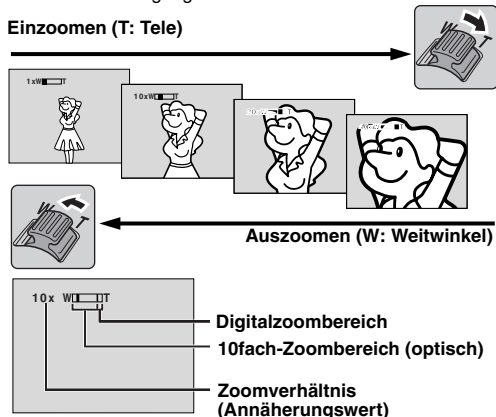 Einzoomen (T: Tele)
W T
1xW T
10xW T
W T
Auszoomen (W: Weitwinkel)
10x W T
Digitalzoombereich
10fach-Zoombereich (optisch)
Zoomverhältnis
(Annäherungswert)